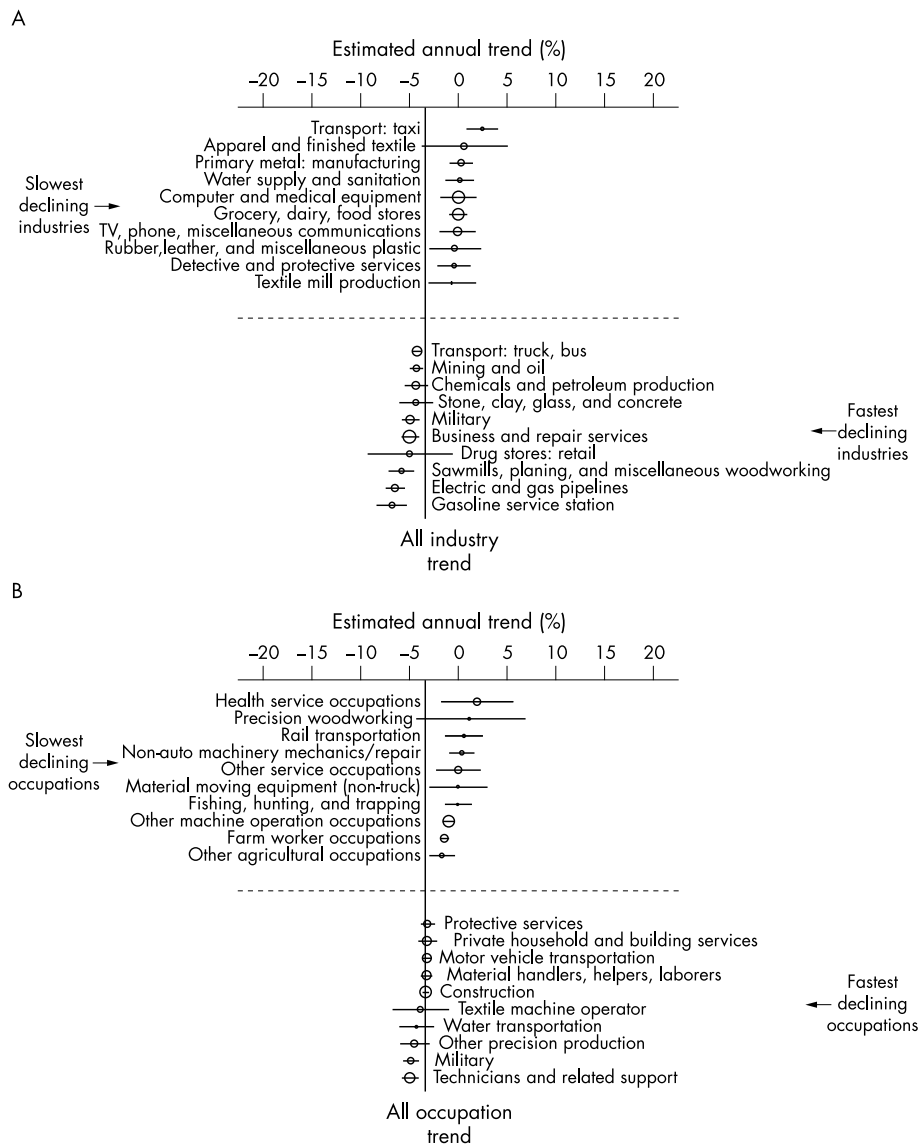 A
Estimated annual trend (%)
–20 –15 –10 –5 0 5 10 15 20
Transport: taxi
Apparel and finished textile
Primary metal: manufacturing
Water supply and sanitation
Computer and medical equipment
Grocery, dairy, food stores
TV, phone, miscellaneous communications
Rubber,leather, and miscellaneous plastic
Detective and protective services
Textile mill production
Slowest
declining
industries
Transport: truck, bus
Mining and oil
Chemicals and petroleum production
Stone, clay, glass, and concrete
Military
Business and repair services
Drug stores: retail
Sawmills, planing, and miscellaneous woodworking
Electric and gas pipelines
Gasoline service station
Fastest
declining
industries
All industry
trend
B
Estimated annual trend (%)
–20 –15 –10 –5 0 5 10 15 20
Health service occupations
Precision woodworking
Rail transportation
Non-auto machinery mechanics/repair
Other service occupations
Material moving equipment (non-truck)
Fishing, hunting, and trapping
Other machine operation occupations
Farm worker occupations
Other agricultural occupations
Slowest
declining
occupations
Protective services
Private household and building services
Motor vehicle transportation
Material handlers, helpers, laborers
Construction
Textile machine operator
Water transportation
Other precision production
Military
Technicians and related support
Fastest
declining
occupations
All occupation
trend